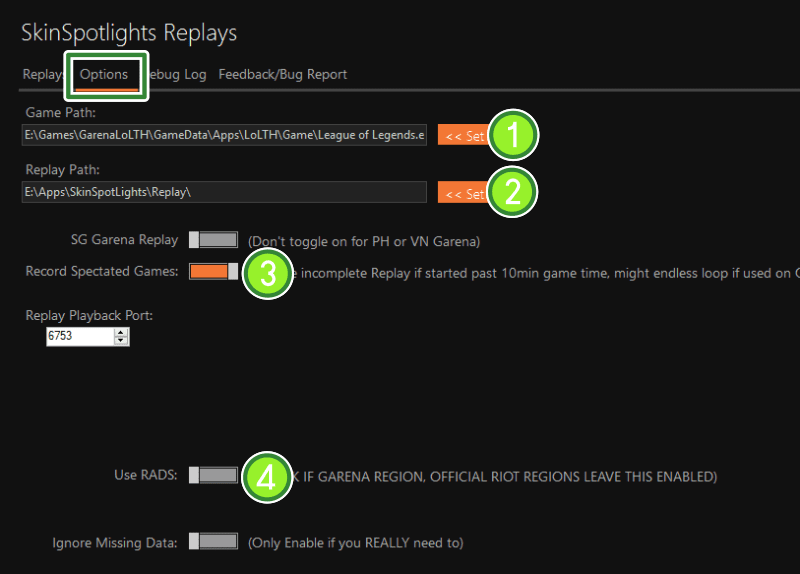 SkinSpotlights Replays
Replays Options ebug Log Feedback/Bug Report
Game Path:
E:\Games\GarenaLoLTH\GameData\Apps\LoLTH\Game\League of Legends.e << Set 1
Replay Path:
E:\Apps\SkinSpotLights\Replay\ << Set 2
SG Garena Replay (Don't toggle on for PH or VN Garena)
Record Spectated Games: 3 e incomplete Replay if started past 10min game time, might endless loop if used on
Replay Playback Port:
6753
Use RADS: 4 K IF GARENA REGION, OFFICIAL RIOT REGIONS LEAVE THIS ENABLED)
Ignore Missing Data: (Only Enable if you REALLY need to)